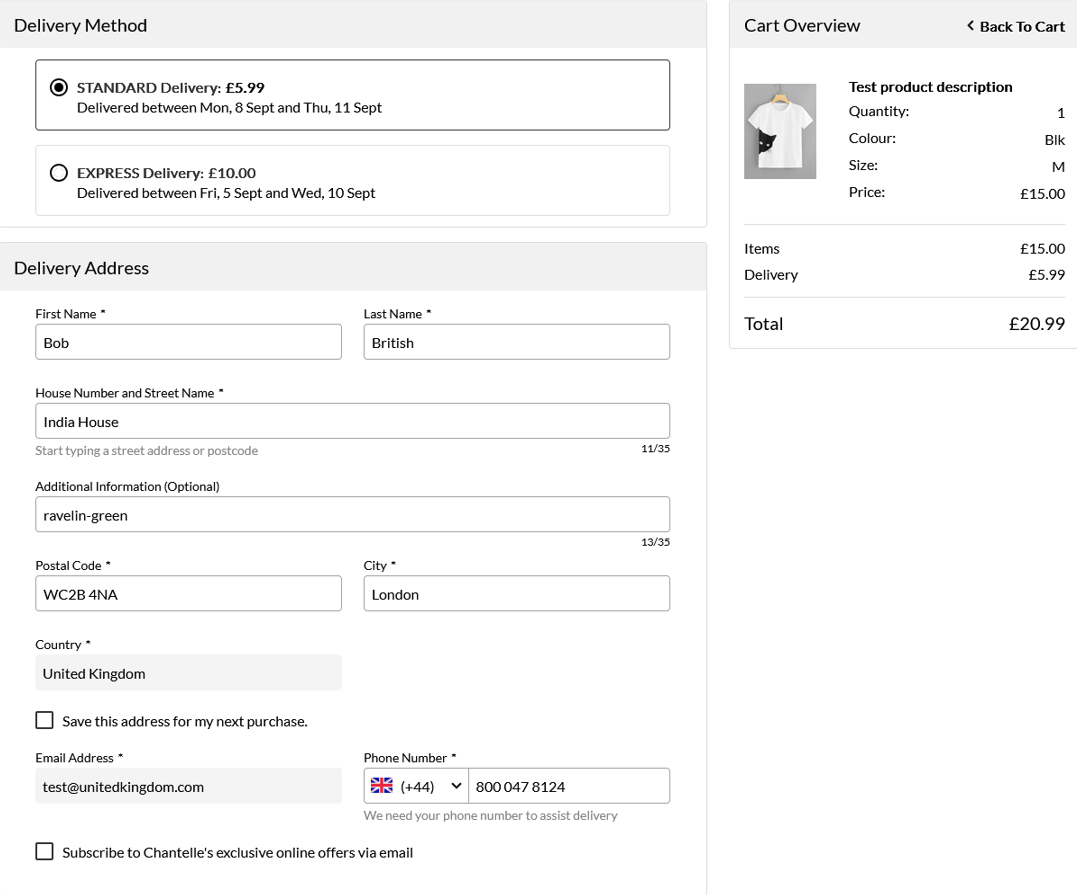 Delivery Method
STANDARD Delivery: £5.99
Delivered between Mon, 8 Sept and Thu, 11 Sept
EXPRESS Delivery: £10.00
Delivered between Fri, 5 Sept and Wed, 10 Sept
Delivery Address
First Name *
Last Name *
Bob
British
House Number and Street Name *
India House
Start typing a street address or postcode
11/35
Additional Information (Optional)
ravelin-green
13/35
Postal Code *
City *
WC2B 4NA
London
Country *
United Kingdom
Save this address for my next purchase.
Email Address *
Phone Number *
test@unitedkingdom.com
(+44)
800 047 8124
We need your phone number to assist delivery
Subscribe to Chantelle's exclusive online offers via email
Cart Overview
Back To Cart
Test product description
Quantity: 1
Colour: Blk
Size: M
Price: £15.00
Items £15.00
Delivery £5.99
Total £20.99